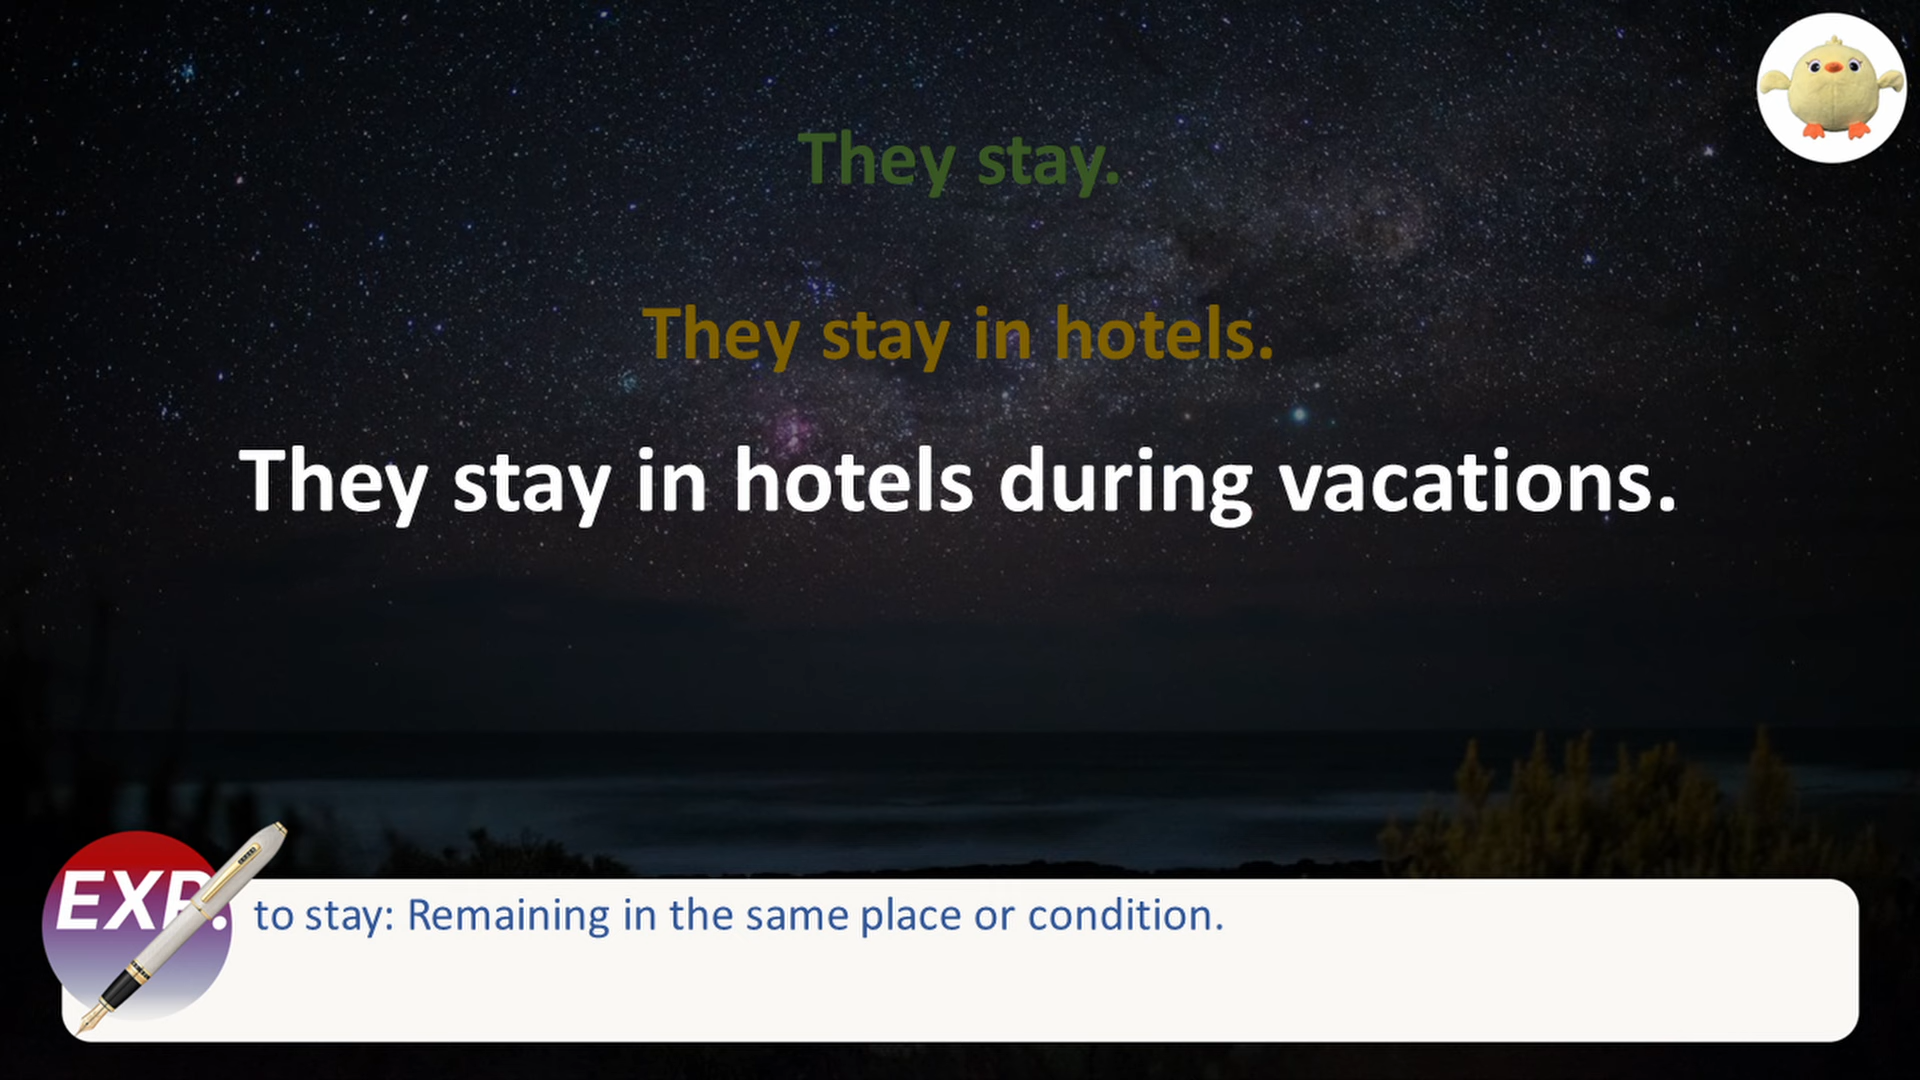 They stay.
They stay in hotels.
They stay in hotels during vacations.
EXP.
to stay: Remaining in the same place or condition.